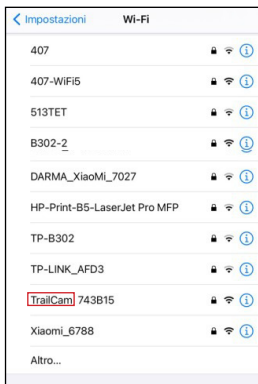 Impostazioni Wi-Fi
407
407-WiFi5
513TET
B302-2
DARMA_XiaoMi_7027
HP-Print-B5-LaserJet Pro MFP
TP-B302
TP-LINK_AFD3
TrailCam 743B15
Xiaomi_6788
Altro...